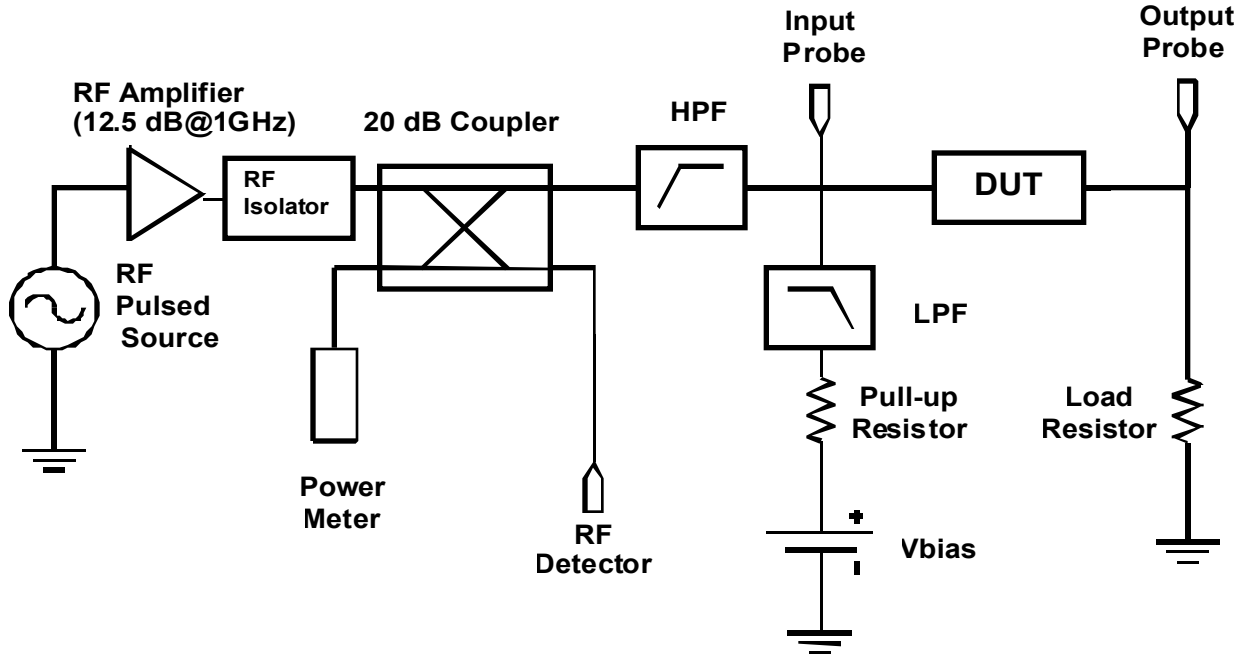 Input
Probe
Output
Probe
RF Amplifier
(12.5 dB@1GHz)
20 dB Coupler
HPF
RF
Isolator
DUT
RF
Pulsed
Source
LPF
Pull-up
Resistor
Load
Resistor
Power
Meter
RF
Detector
+
Vbias
-